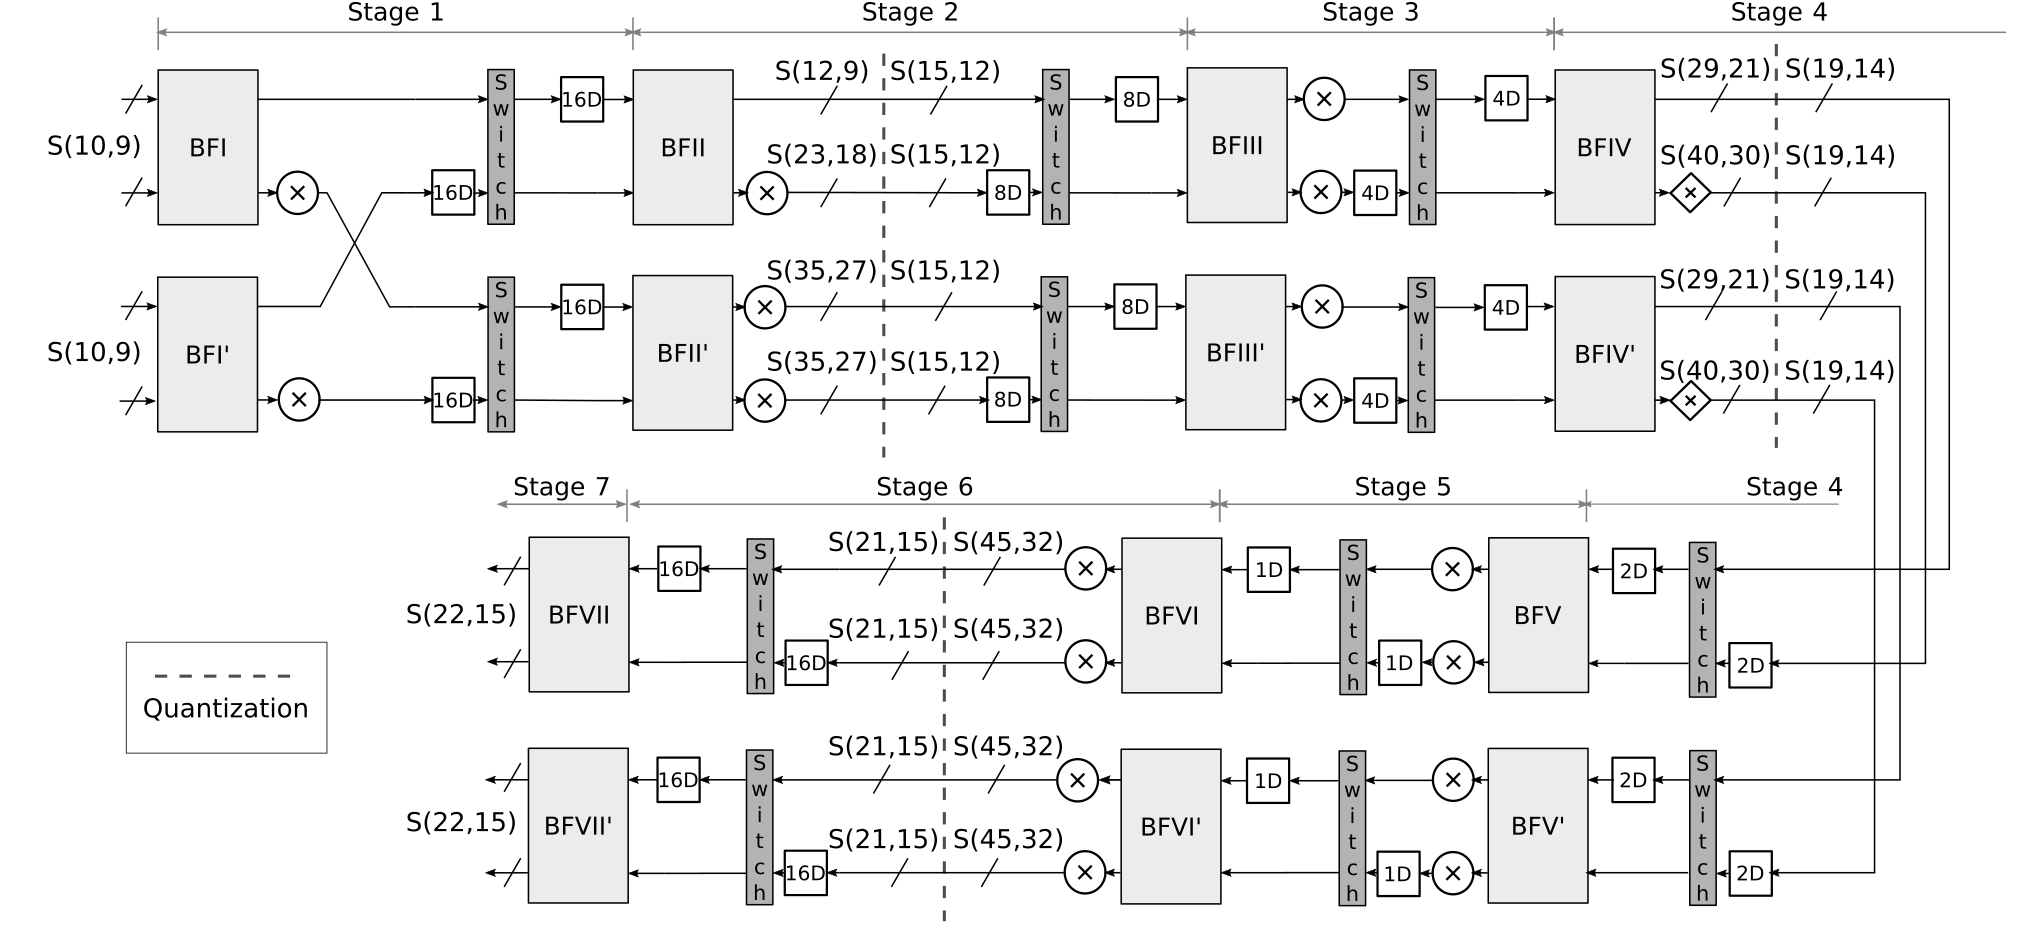 Stage 1 Stage 2 Stage 3 Stage 4
S(12,9) S(15,12) S(29,21) S(19,14)
16D 8D 4D
S(10,9) BFI Switch BFII Switch BFIII Switch BFIV
S(23,18) S(15,12) S(40,30) S(19,14)
× 16D × 8D × × 4D ×
S(35,27) S(15,12) S(29,21) S(19,14)
16D × 8D × 4D
S(10,9) BFI' Switch BFII' Switch BFIII' Switch BFIV'
S(35,27) S(15,12) S(40,30) S(19,14)
× 16D × 8D × 4D ×
Stage 7 Stage 6 Stage 5 Stage 4
S(21,15) S(45,32)
16D × 1D × 2D
S(22,15) BFVII Switch BFVI Switch BFV Switch
S(21,15) S(45,32)
16D × 1D × 2D
Quantization
S(21,15) S(45,32)
16D × 1D × 2D
S(22,15) BFVII' Switch BFVI' Switch BFV' Switch
S(21,15) S(45,32)
16D × 1D × 2D